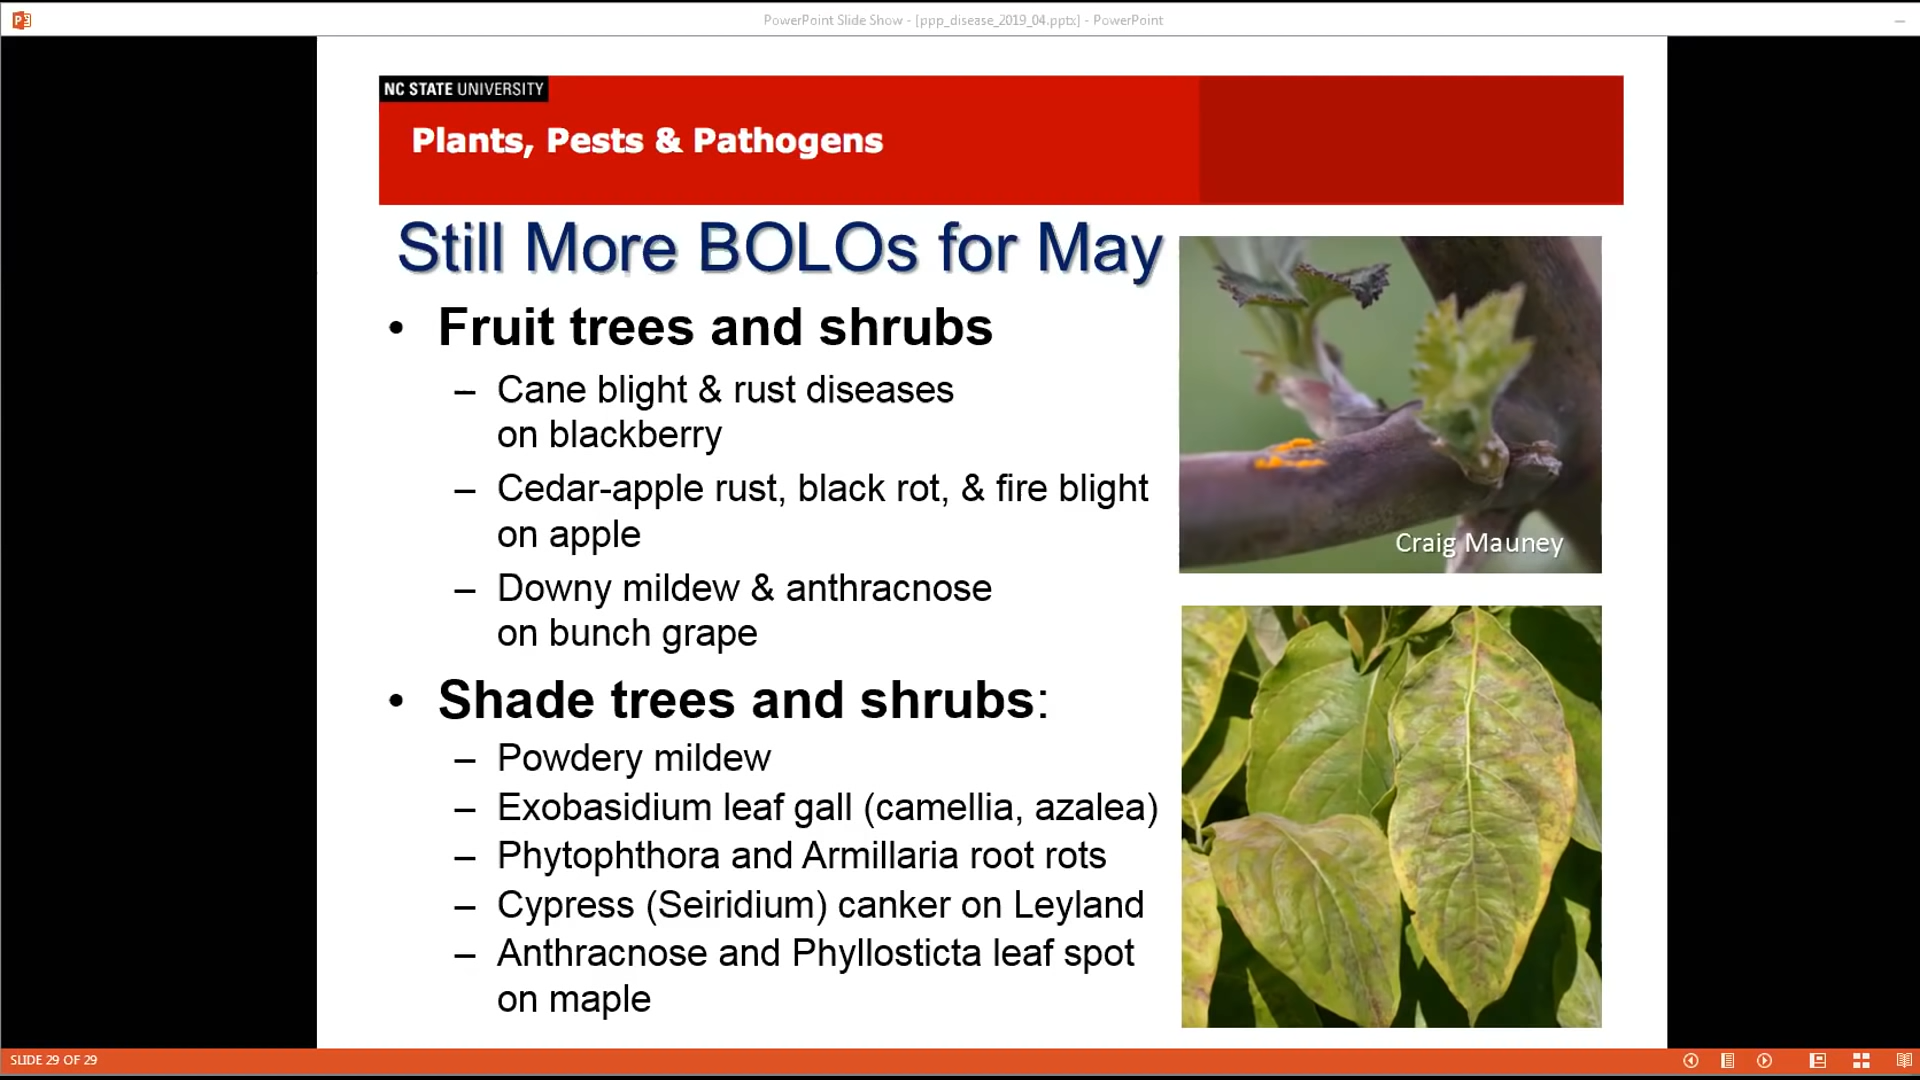 PowerPoint Slide Show - [ppp_disease_2019_04.pptx] - PowerPoint
NC STATE UNIVERSITY
Plants, Pests & Pathogens
Still More BOLOs for May
• Fruit trees and shrubs
– Cane blight & rust diseases
on blackberry
– Cedar-apple rust, black rot, & fire blight
on apple
– Downy mildew & anthracnose
on bunch grape
• Shade trees and shrubs:
– Powdery mildew
– Exobasidium leaf gall (camellia, azalea)
– Phytophthora and Armillaria root rots
– Cypress (Seiridium) canker on Leyland
– Anthracnose and Phyllosticta leaf spot
on maple
Craig Mauney
SLIDE 29 OF 29